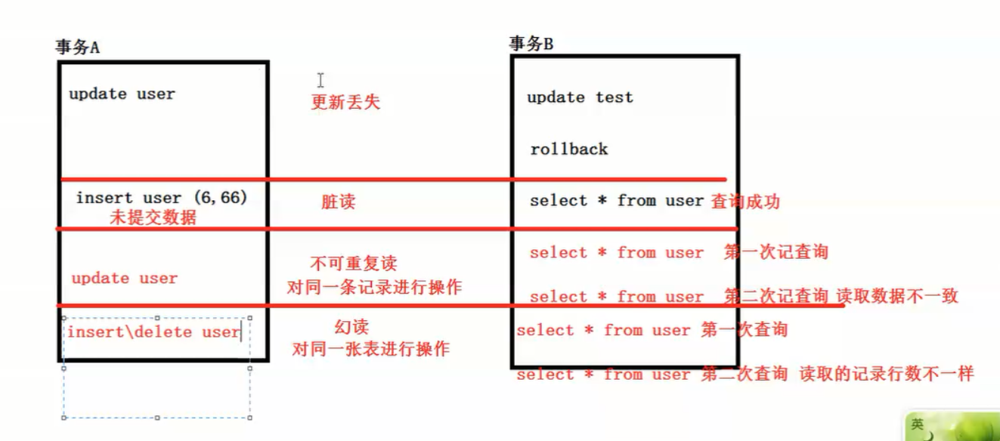 事务A
事务B
update user
更新丢失
update test
rollback
insert user (6,66)
未提交数据
脏读
select * from user 查询成功
select * from user 第一次记查询
update user
不可重复读
对同一条记录进行操作
select * from user 第二次记查询 读取数据不一致
insert\delete user
幻读
对同一张表进行操作
select * from user 第一次查询
select * from user 第二次查询 读取的记录行数不一样
英